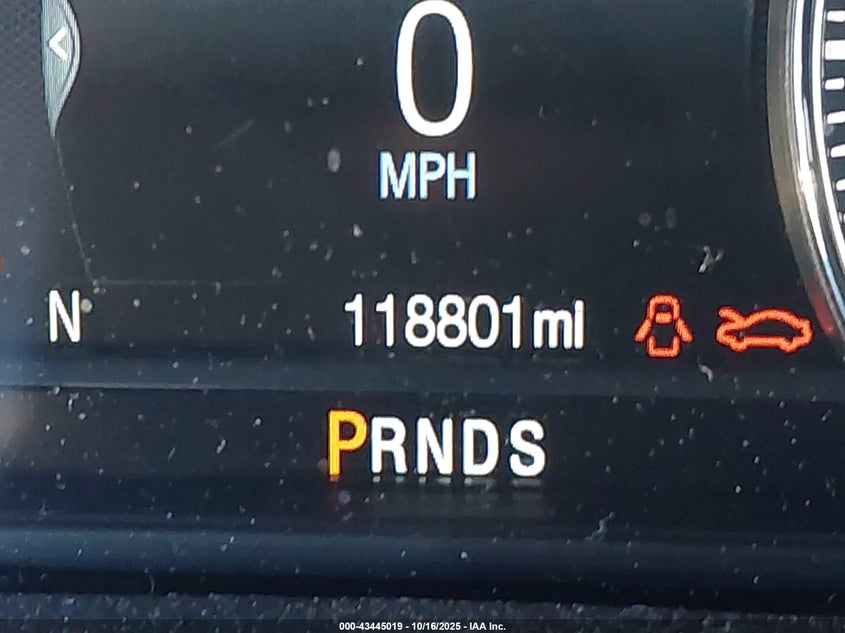 0
MPH
N 118801mi
PRNDS
000-43445019 - 10/16/2025 - IAA Inc.